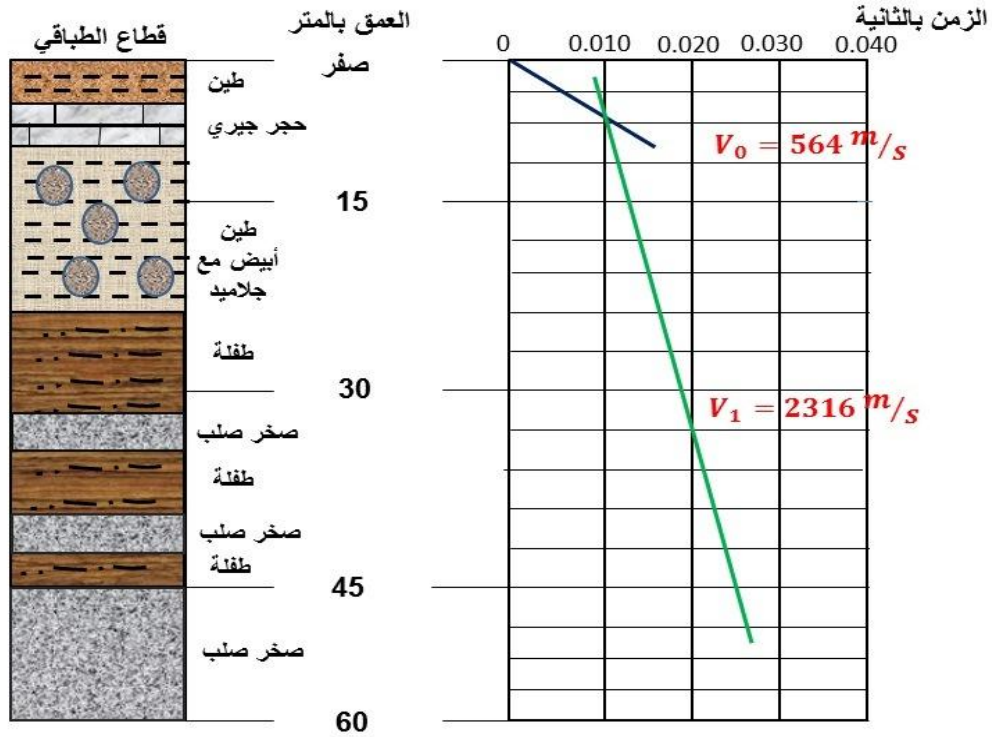 الزمن بالثانية
العمق بالمتر
قطاع الطباقي
0 0.010 0.020 0.030 0.040
صفر
طين
حجر جيري
V₀ = 564 m/s
15
طين
أبيض مع
جلاميد
طفلة
30
V₁ = 2316 m/s
صخر صلب
طفلة
صخر صلب
طفلة
45
صخر صلب
60